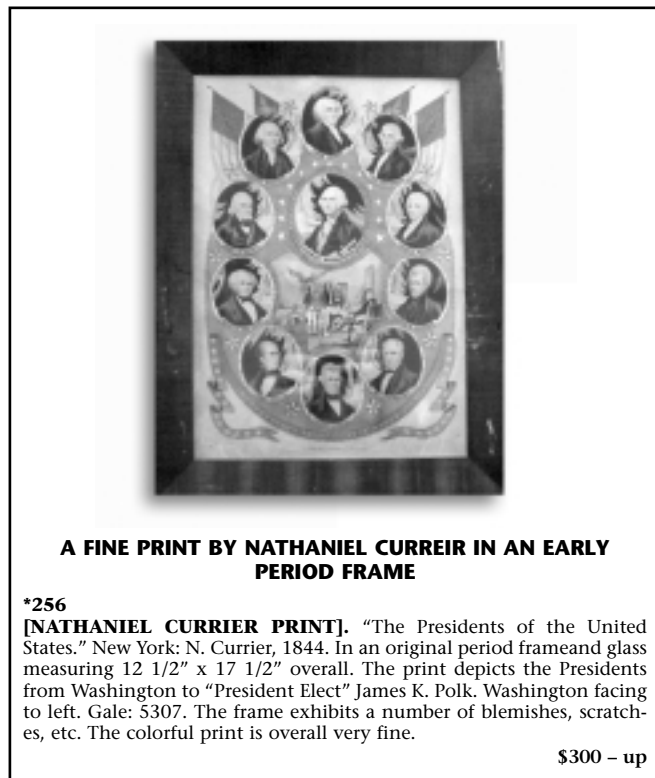 A FINE PRINT BY NATHANIEL CURREIR IN AN EARLY
PERIOD FRAME
*256
[NATHANIEL CURRIER PRINT]. “The Presidents of the United
States.” New York: N. Currier, 1844. In an original period frameand glass
measuring 12 1/2” x 17 1/2” overall. The print depicts the Presidents
from Washington to “President Elect” James K. Polk. Washington facing
to left. Gale: 5307. The frame exhibits a number of blemishes, scratch-
es, etc. The colorful print is overall very fine.
$300 – up